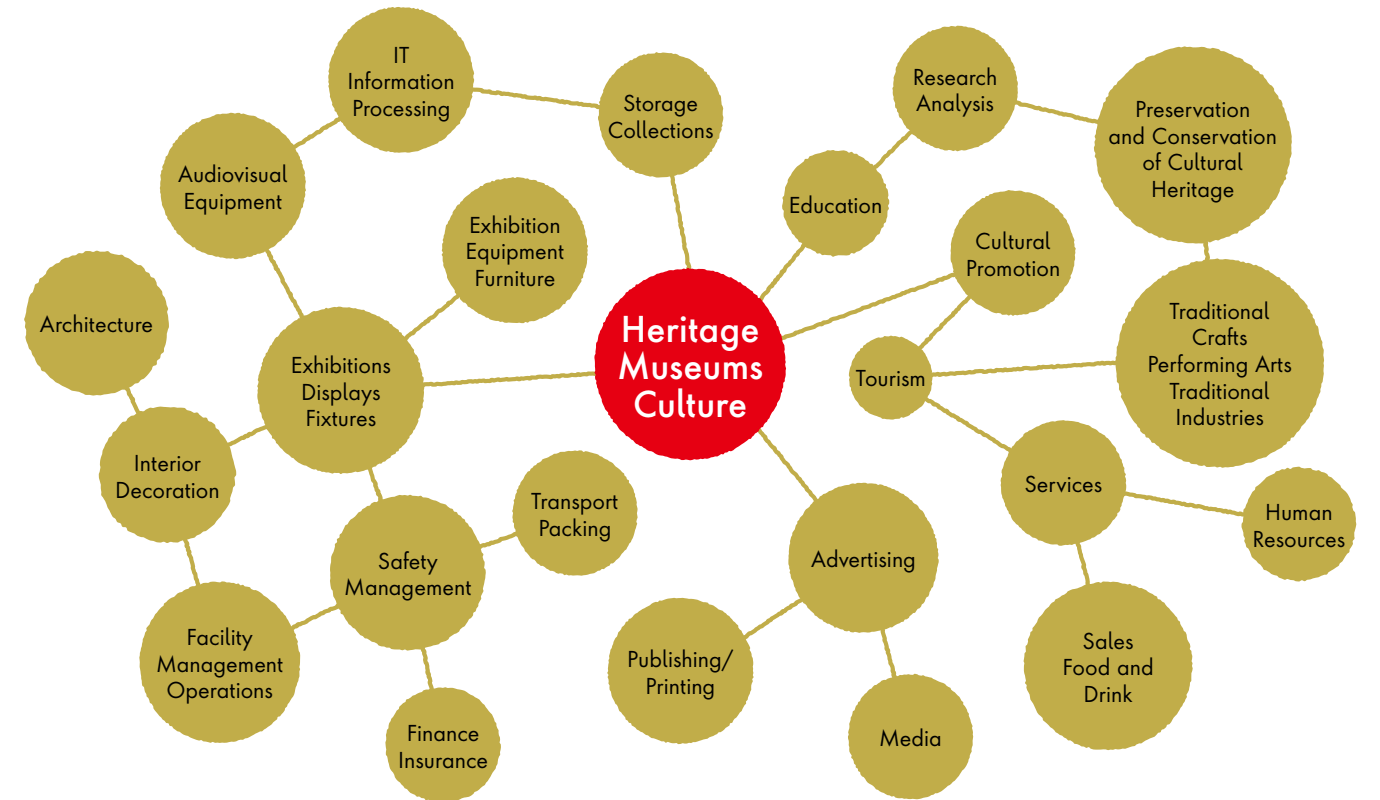 IT
Information
Processing
Storage
Collections
Research
Analysis
Preservation
and Conservation
of Cultural
Heritage
Audiovisual
Equipment
Education
Exhibition
Equipment
Furniture
Cultural
Promotion
Architecture
Heritage
Museums
Culture
Exhibitions
Displays
Fixtures
Tourism
Traditional
Crafts
Performing Arts
Traditional
Industries
Interior
Decoration
Services
Transport
Packing
Human
Resources
Safety
Management
Advertising
Facility
Management
Operations
Publishing/
Printing
Sales
Food and
Drink
Finance
Insurance
Media